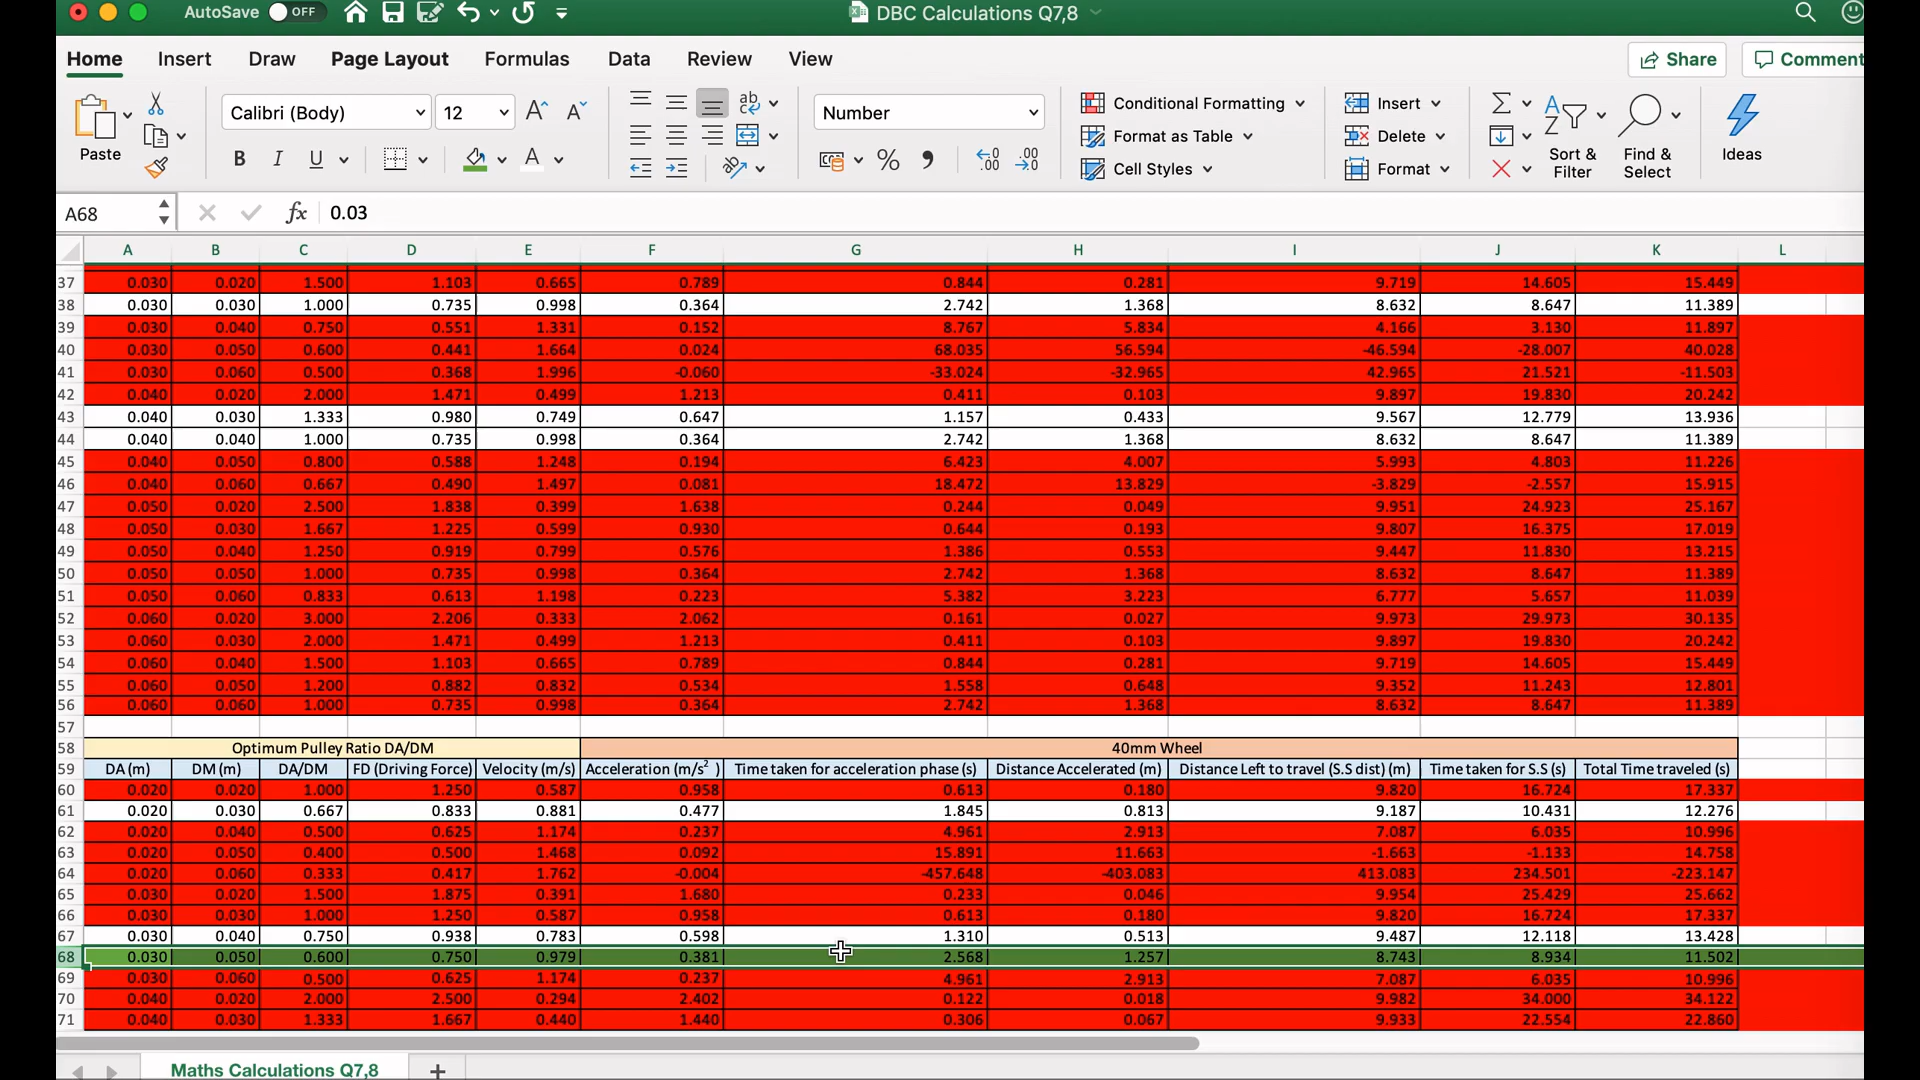 AutoSave OFF DBC Calculations Q7,8
Home Insert Draw Page Layout Formulas Data Review View Share Comment
Paste Calibri (Body) 12 Number Conditional Formatting Format as Table Cell Styles Insert Delete Format Sort & Filter Find & Select Ideas
A68 fx 0.03
A B C D E F G H I J K L
37 0.030 0.020 1.500 1.103 0.665 0.789 0.844 0.281 9.719 14.605 15.449
38 0.030 0.030 1.000 0.735 0.998 0.364 2.742 1.368 8.632 8.647 11.389
39 0.030 0.040 0.750 0.551 1.331 0.152 8.767 5.834 4.166 3.130 11.897
40 0.030 0.050 0.600 0.441 1.664 0.024 68.035 56.594 -46.594 -28.007 40.028
41 0.030 0.060 0.500 0.368 1.996 -0.060 -33.024 -32.965 42.965 21.521 -11.503
42 0.040 0.020 2.000 1.471 0.499 1.213 0.411 0.103 9.897 19.830 20.242
43 0.040 0.030 1.333 0.980 0.749 0.647 1.157 0.433 9.567 12.779 13.936
44 0.040 0.040 1.000 0.735 0.998 0.364 2.742 1.368 8.632 8.647 11.389
45 0.040 0.050 0.800 0.588 1.248 0.194 6.423 4.007 5.993 4.803 11.226
46 0.040 0.060 0.667 0.490 1.497 0.081 18.472 13.829 -3.829 -2.557 15.915
47 0.050 0.020 2.500 1.838 0.399 1.638 0.244 0.049 9.951 24.923 25.167
48 0.050 0.030 1.667 1.225 0.599 0.930 0.644 0.193 9.807 16.375 17.019
49 0.050 0.040 1.250 0.919 0.799 0.576 1.386 0.553 9.447 11.830 13.215
50 0.050 0.050 1.000 0.735 0.998 0.364 2.742 1.368 8.632 8.647 11.389
51 0.050 0.060 0.833 0.613 1.198 0.223 5.382 3.223 6.777 5.657 11.039
52 0.060 0.020 3.000 2.206 0.333 2.062 0.161 0.027 9.973 29.973 30.135
53 0.060 0.030 2.000 1.471 0.499 1.213 0.411 0.103 9.897 19.830 20.242
54 0.060 0.040 1.500 1.103 0.665 0.789 0.844 0.281 9.719 14.605 15.449
55 0.060 0.050 1.200 0.882 0.832 0.534 1.558 0.648 9.352 11.243 12.801
56 0.060 0.060 1.000 0.735 0.998 0.364 2.742 1.368 8.632 8.647 11.389
57
58 Optimum Pulley Ratio DA/DM 40mm Wheel
59 DA (m) DM (m) DA/DM FD (Driving Force) Velocity (m/s) Acceleration (m/s² ) Time taken for acceleration phase (s) Distance Accelerated (m) Distance Left to travel (S.S dist) (m) Time taken for S.S (s) Total Time traveled (s)
60 0.020 0.020 1.000 1.250 0.587 0.958 0.613 0.180 9.820 16.724 17.337
61 0.020 0.030 0.667 0.833 0.881 0.477 1.845 0.813 9.187 10.431 12.276
62 0.020 0.040 0.500 0.625 1.174 0.237 4.961 2.913 7.087 6.035 10.996
63 0.020 0.050 0.400 0.500 1.468 0.092 15.891 11.663 -1.663 -1.133 14.758
64 0.020 0.060 0.333 0.417 1.762 -0.004 -457.648 -403.083 413.083 234.501 -223.147
65 0.030 0.020 1.500 1.875 0.391 1.680 0.233 0.046 9.954 25.429 25.662
66 0.030 0.030 1.000 1.250 0.587 0.958 0.613 0.180 9.820 16.724 17.337
67 0.030 0.040 0.750 0.938 0.783 0.598 1.310 0.513 9.487 12.118 13.428
68 0.030 0.050 0.600 0.750 0.979 0.381 2.568 1.257 8.743 8.934 11.502
69 0.030 0.060 0.500 0.625 1.174 0.237 4.961 2.913 7.087 6.035 10.996
70 0.040 0.020 2.000 2.500 0.294 2.402 0.122 0.018 9.982 34.000 34.122
71 0.040 0.030 1.333 1.667 0.440 1.440 0.306 0.067 9.933 22.554 22.860
Maths Calculations Q7,8 +